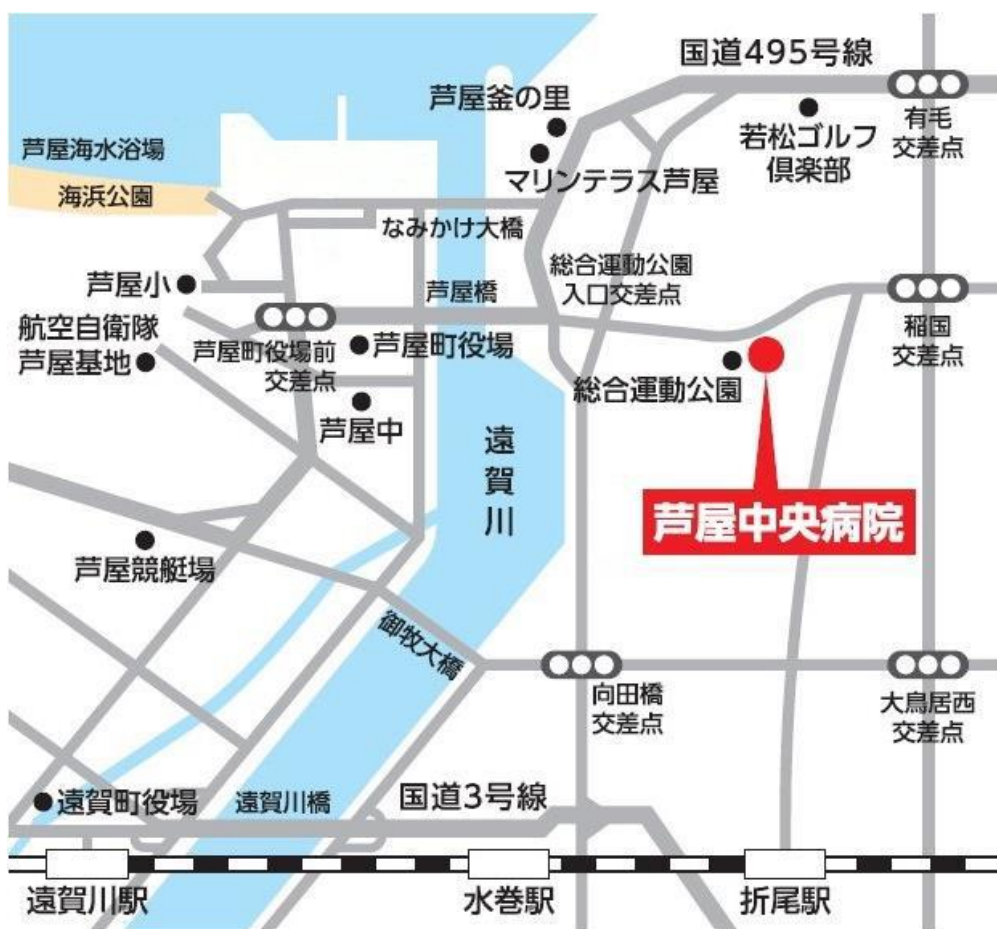 国道495号線
芦屋釜の里
有毛
交差点
若松ゴルフ
倶楽部
芦屋海水浴場
マリンテラス芦屋
海浜公園
なみかけ大橋
総合運動公園
入口交差点
芦屋小
芦屋橋
航空自衛隊
芦屋基地
芦屋町役場前
交差点
芦屋町役場
稲国
交差点
総合運動公園
芦屋中
遠賀川
芦屋中央病院
芦屋競艇場
御牧大橋
向田橋
交差点
大鳥居西
交差点
遠賀町役場
遠賀川橋
国道3号線
遠賀川駅
水巻駅
折尾駅